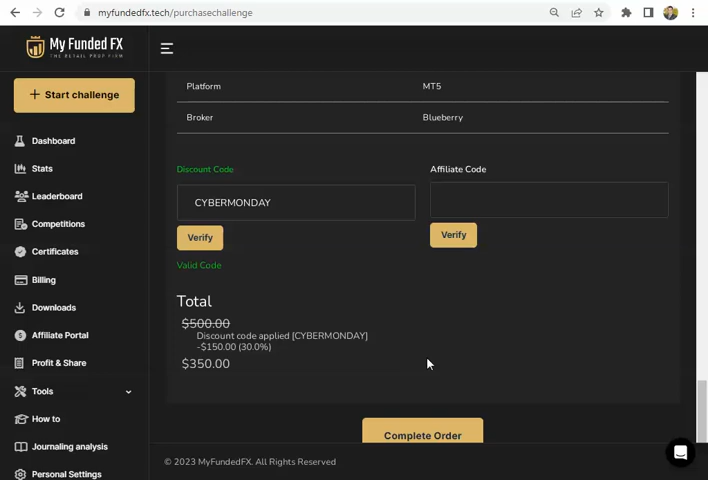 myfundedfx.tech/purchasechallenge
My Funded FX
THE RETAIL PROP FIRM
+ Start challenge
Dashboard
Stats
Leaderboard
Competitions
Certificates
Billing
Downloads
Affiliate Portal
Profit & Share
Tools
How to
Journaling analysis
Personal Settings
Platform MT5
Broker Blueberry
Discount Code Affiliate Code
CYBERMONDAY
Verify Verify
Valid Code
Total
$500.00
Discount code applied [CYBERMONDAY]
-$150.00 (30.0%)
$350.00
Complete Order
© 2023 MyFundedFX. All Rights Reserved